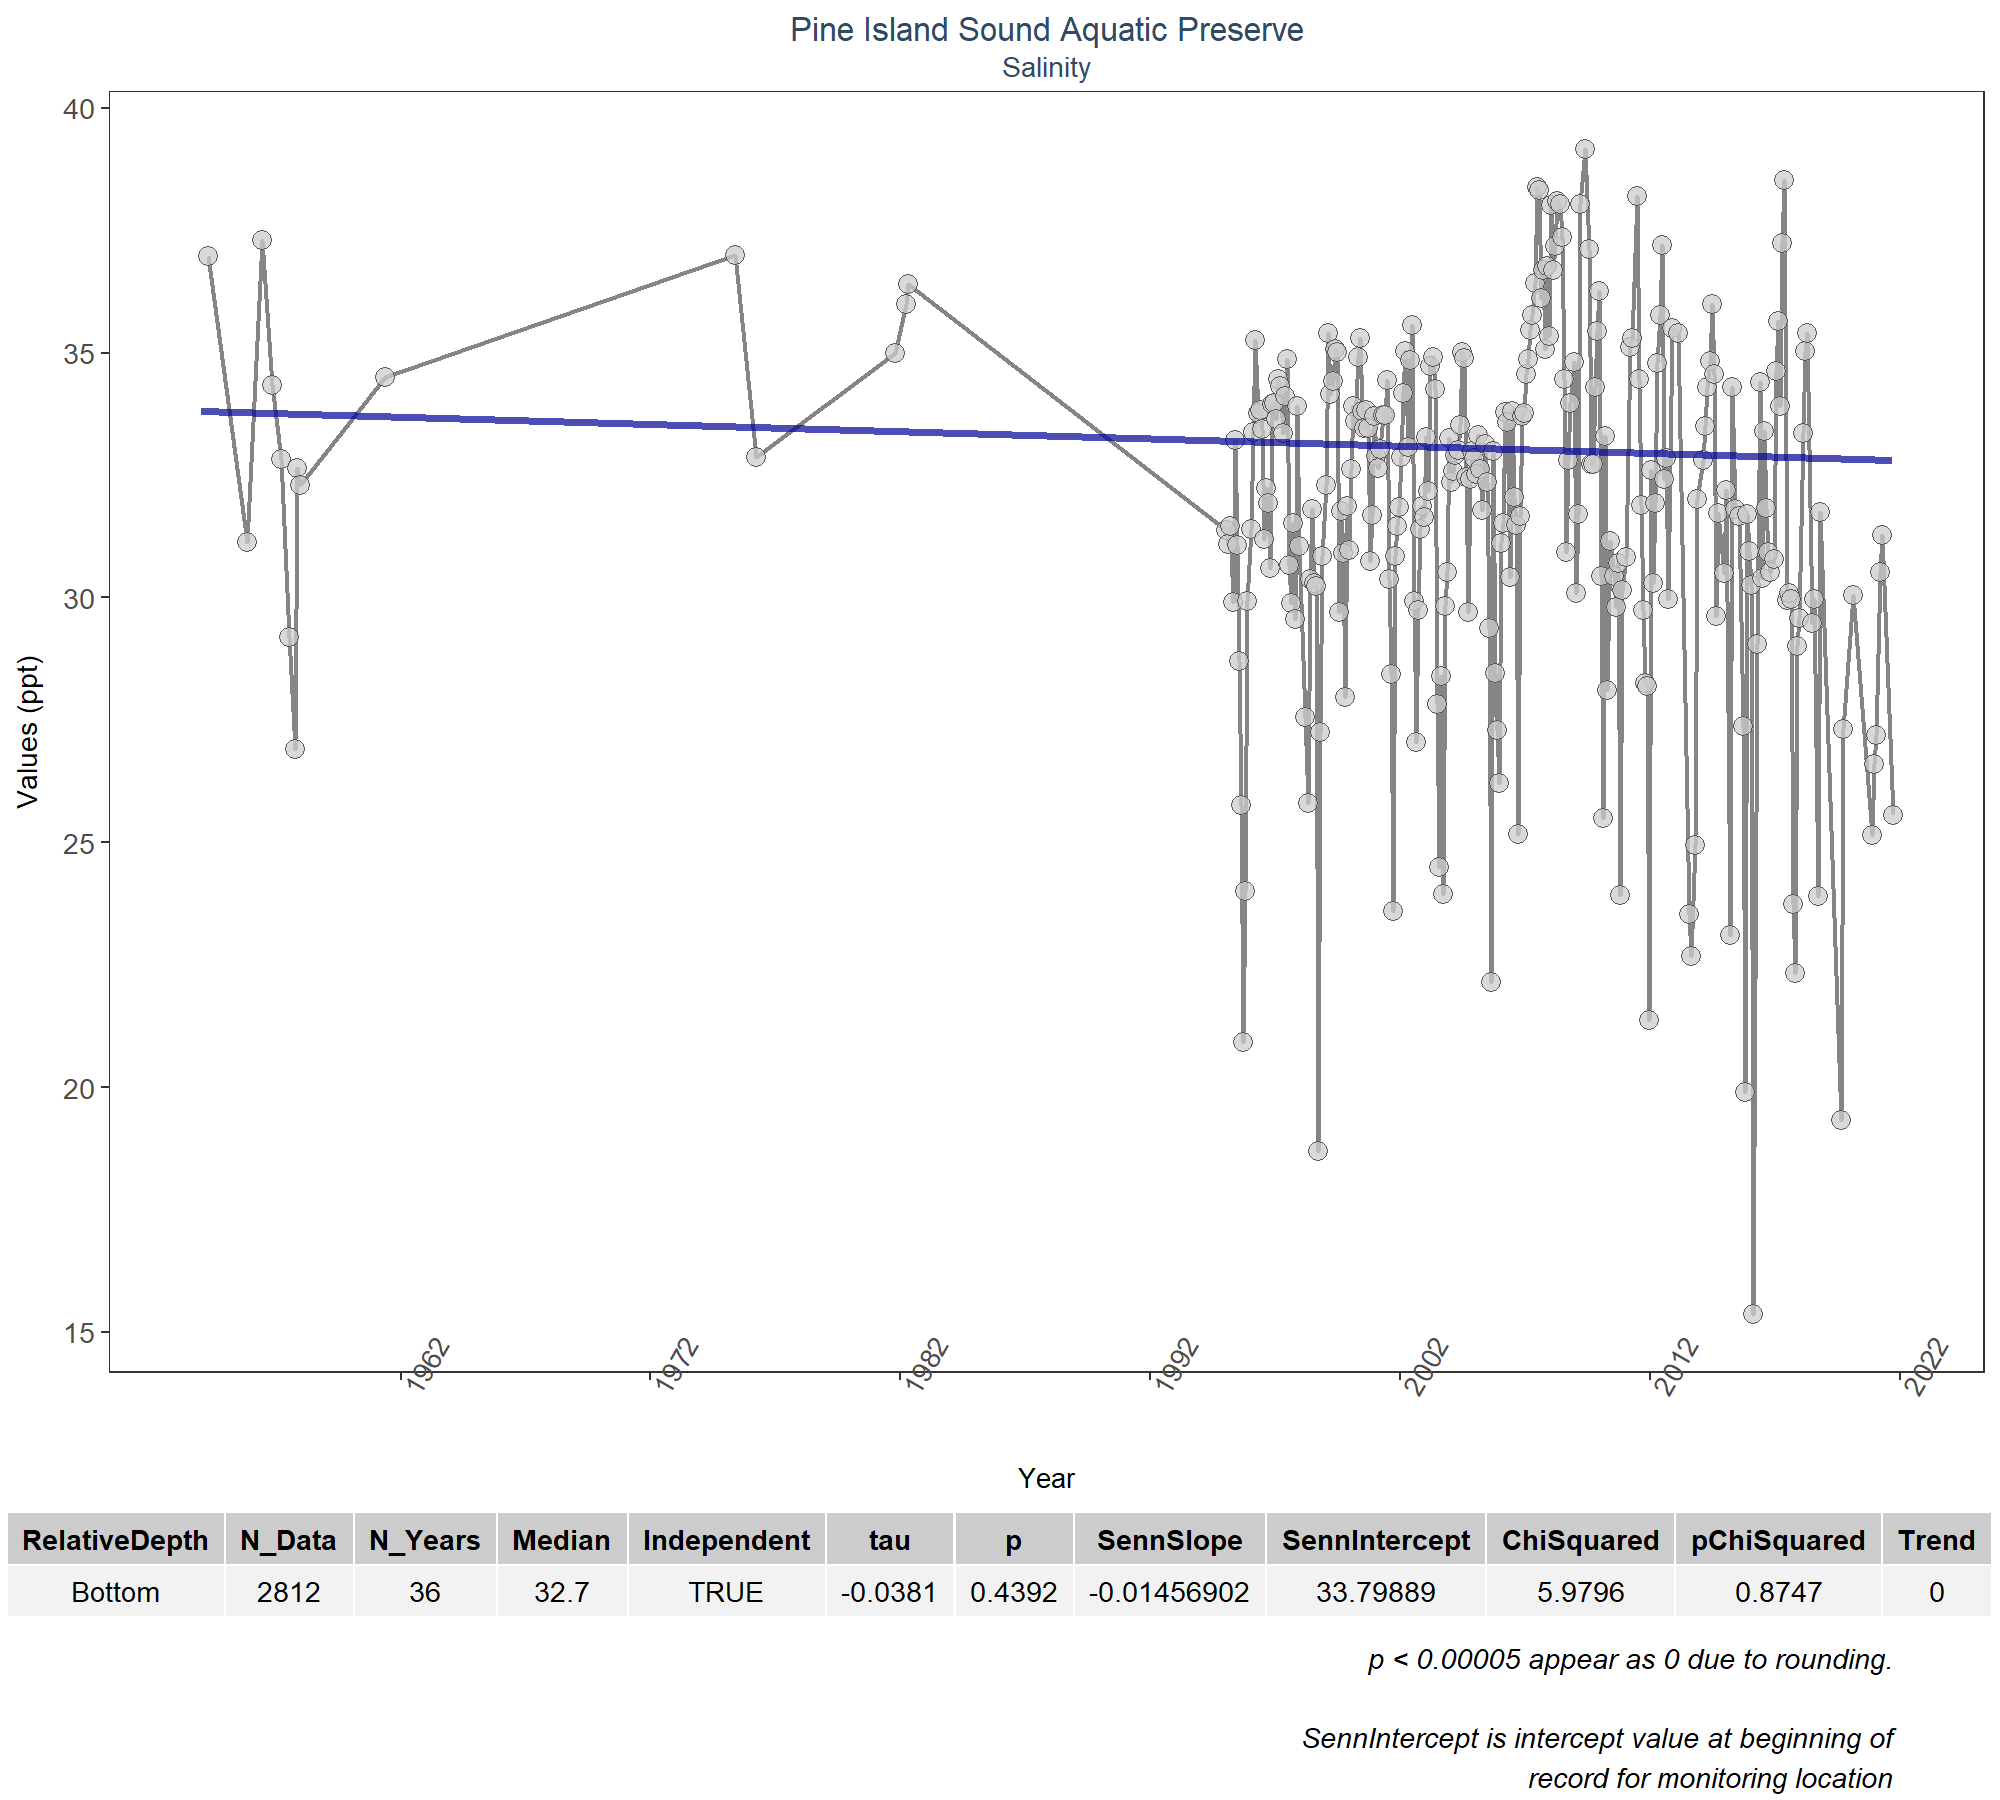 Pine Island Sound Aquatic Preserve
Salinity
40
35
30
25
20
15
Values (ppt)
1962
1972
1982
1992
2002
2012
2022
Year
RelativeDepth N_Data N_Years Median Independent tau p SennSlope SennIntercept ChiSquared pChiSquared Trend
Bottom 2812 36 32.7 TRUE -0.0381 0.4392 -0.01456902 33.79889 5.9796 0.8747 0
p < 0.00005 appear as 0 due to rounding.
SennIntercept is intercept value at beginning of
record for monitoring location